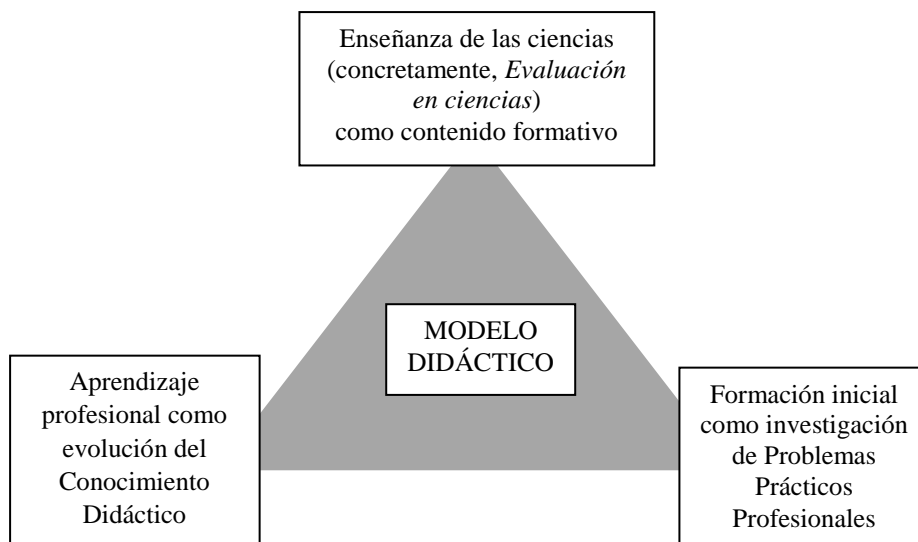 Enseñanza de las ciencias
(concretamente, Evaluación
en ciencias)
como contenido formativo
MODELO
DIDÁCTICO
Aprendizaje
profesional como
evolución del
Conocimiento
Didáctico
Formación inicial
como investigación
de Problemas
Prácticos
Profesionales